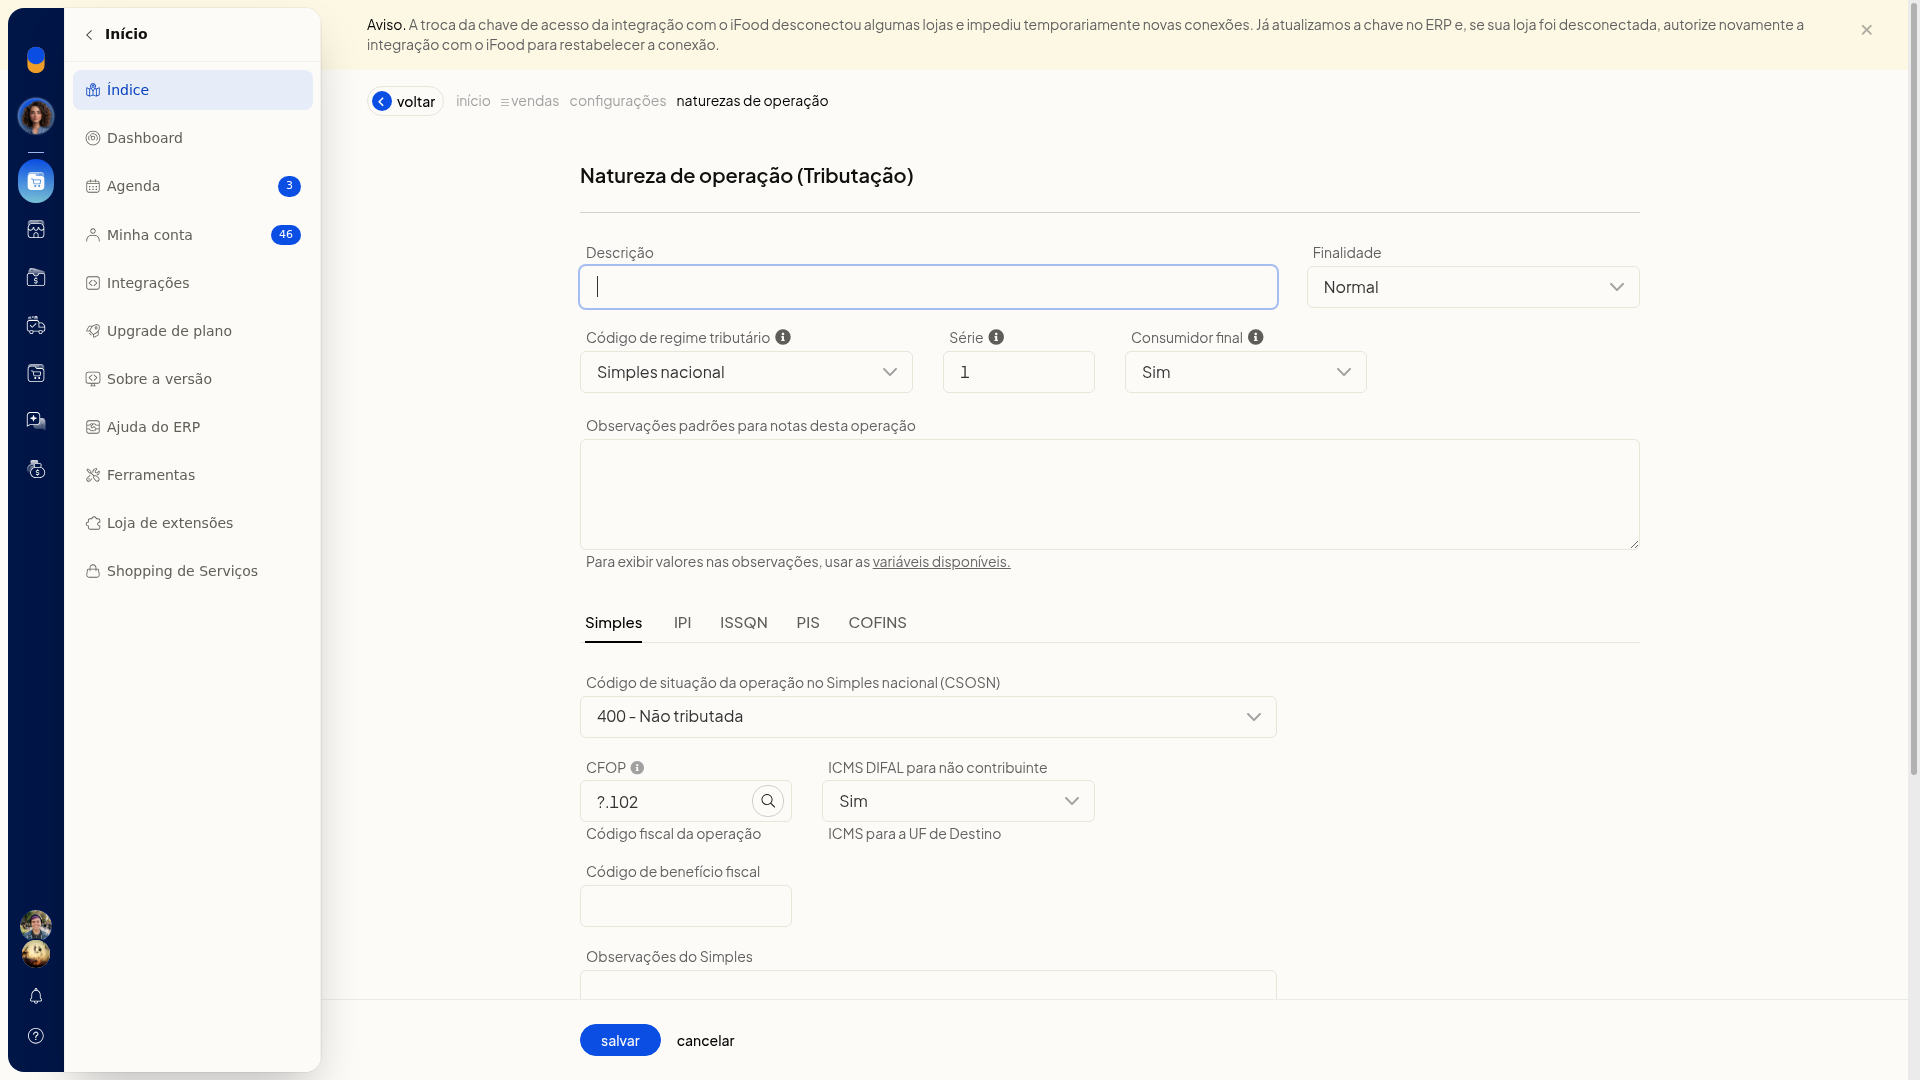 Início
Índice
Dashboard
Agenda
3
Minha conta
46
Integrações
Upgrade de plano
Sobre a versão
Ajuda do ERP
Ferramentas
Loja de extensões
Shopping de Serviços
Aviso. A troca da chave de acesso da integração com o iFood desconectou algumas lojas e impediu temporariamente novas conexões. Já atualizamos a chave no ERP e, se sua loja foi desconectada, autorize novamente a
integração com o iFood para restabelecer a conexão.
voltar início vendas configurações naturezas de operação
Natureza de operação (Tributação)
Descrição Finalidade
Normal
Código de regime tributário Série Consumidor final
Simples nacional 1 Sim
Observações padrões para notas desta operação
Para exibir valores nas observações, usar as variáveis disponíveis.
Simples IPI ISSQN PIS COFINS
Código de situação da operação no Simples nacional (CSOSN)
400 - Não tributada
CFOP ICMS DIFAL para não contribuinte
?.102 Sim
Código fiscal da operação ICMS para a UF de Destino
Código de benefício fiscal
Observações do Simples
salvar cancelar